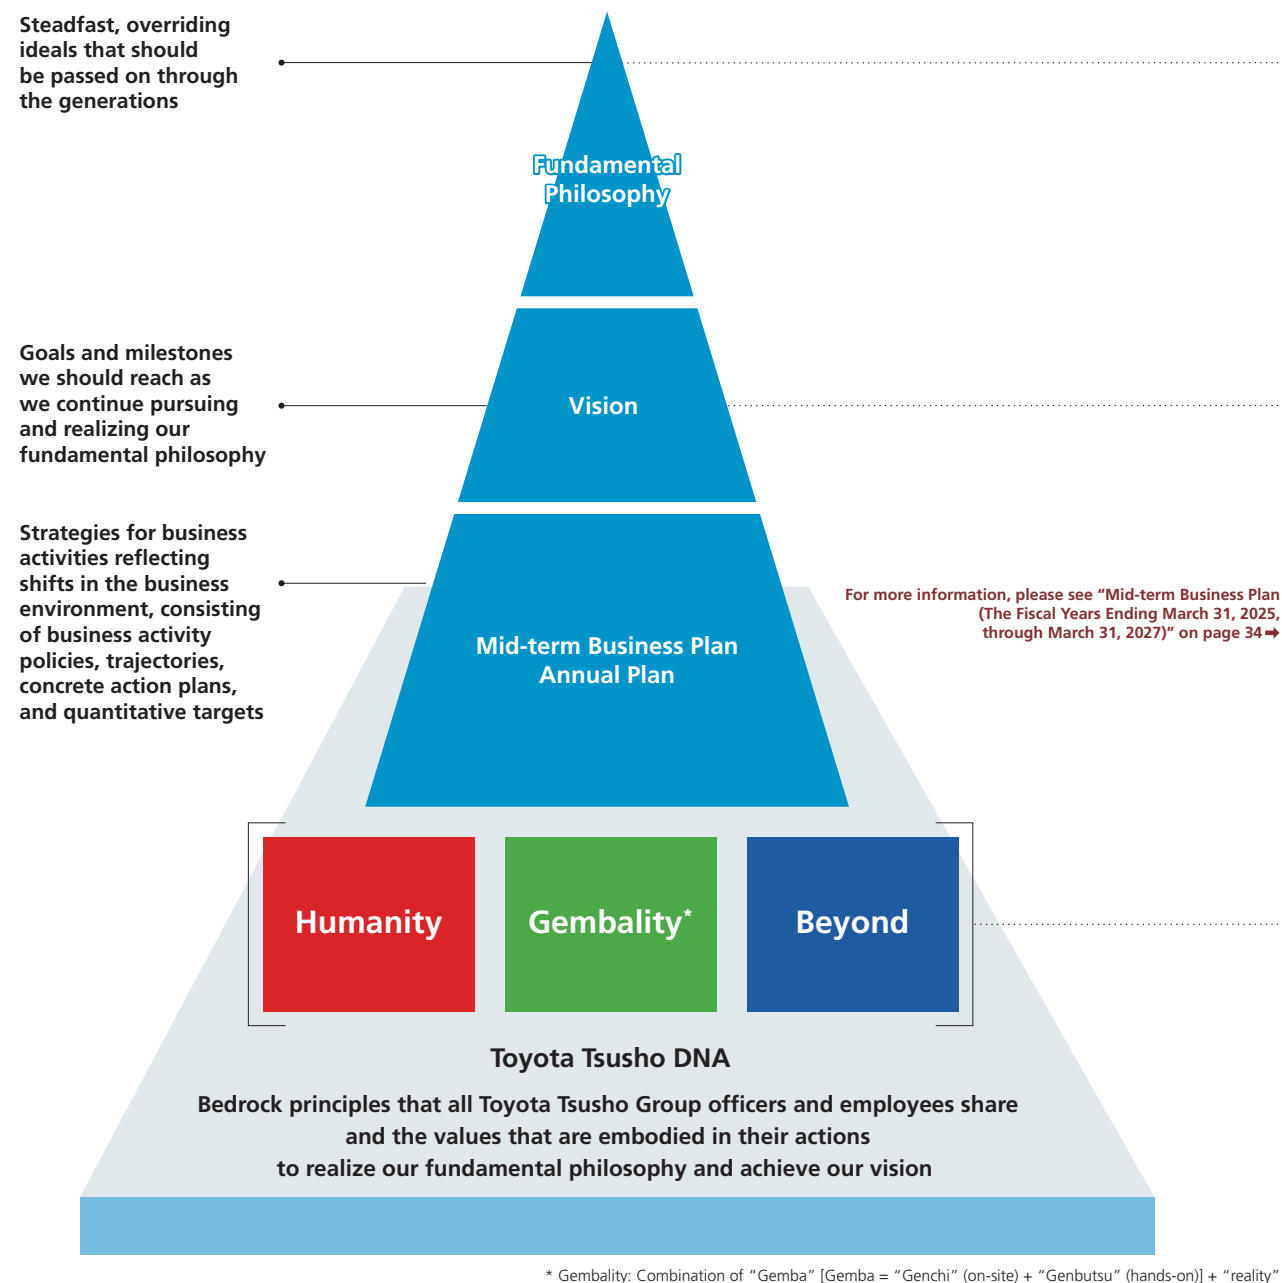 Steadfast, overriding
ideals that should
be passed on through
the generations
Fundamental
Philosophy
Goals and milestones
we should reach as
we continue pursuing
and realizing our
fundamental philosophy
Vision
Strategies for business
activities reflecting
shifts in the business
environment, consisting
of business activity
policies, trajectories,
concrete action plans,
and quantitative targets
Mid-term Business Plan
Annual Plan
For more information, please see “Mid-term Business Plan
(The Fiscal Years Ending March 31, 2025,
through March 31, 2027)” on page 34➡
Humanity
Gembality*
Beyond
Toyota Tsusho DNA
Bedrock principles that all Toyota Tsusho Group officers and employees share
and the values that are embodied in their actions
to realize our fundamental philosophy and achieve our vision
* Gembality: Combination of “Gemba” [Gemba = “Genchi” (on-site) + “Genbutsu” (hands-on)] + “reality”